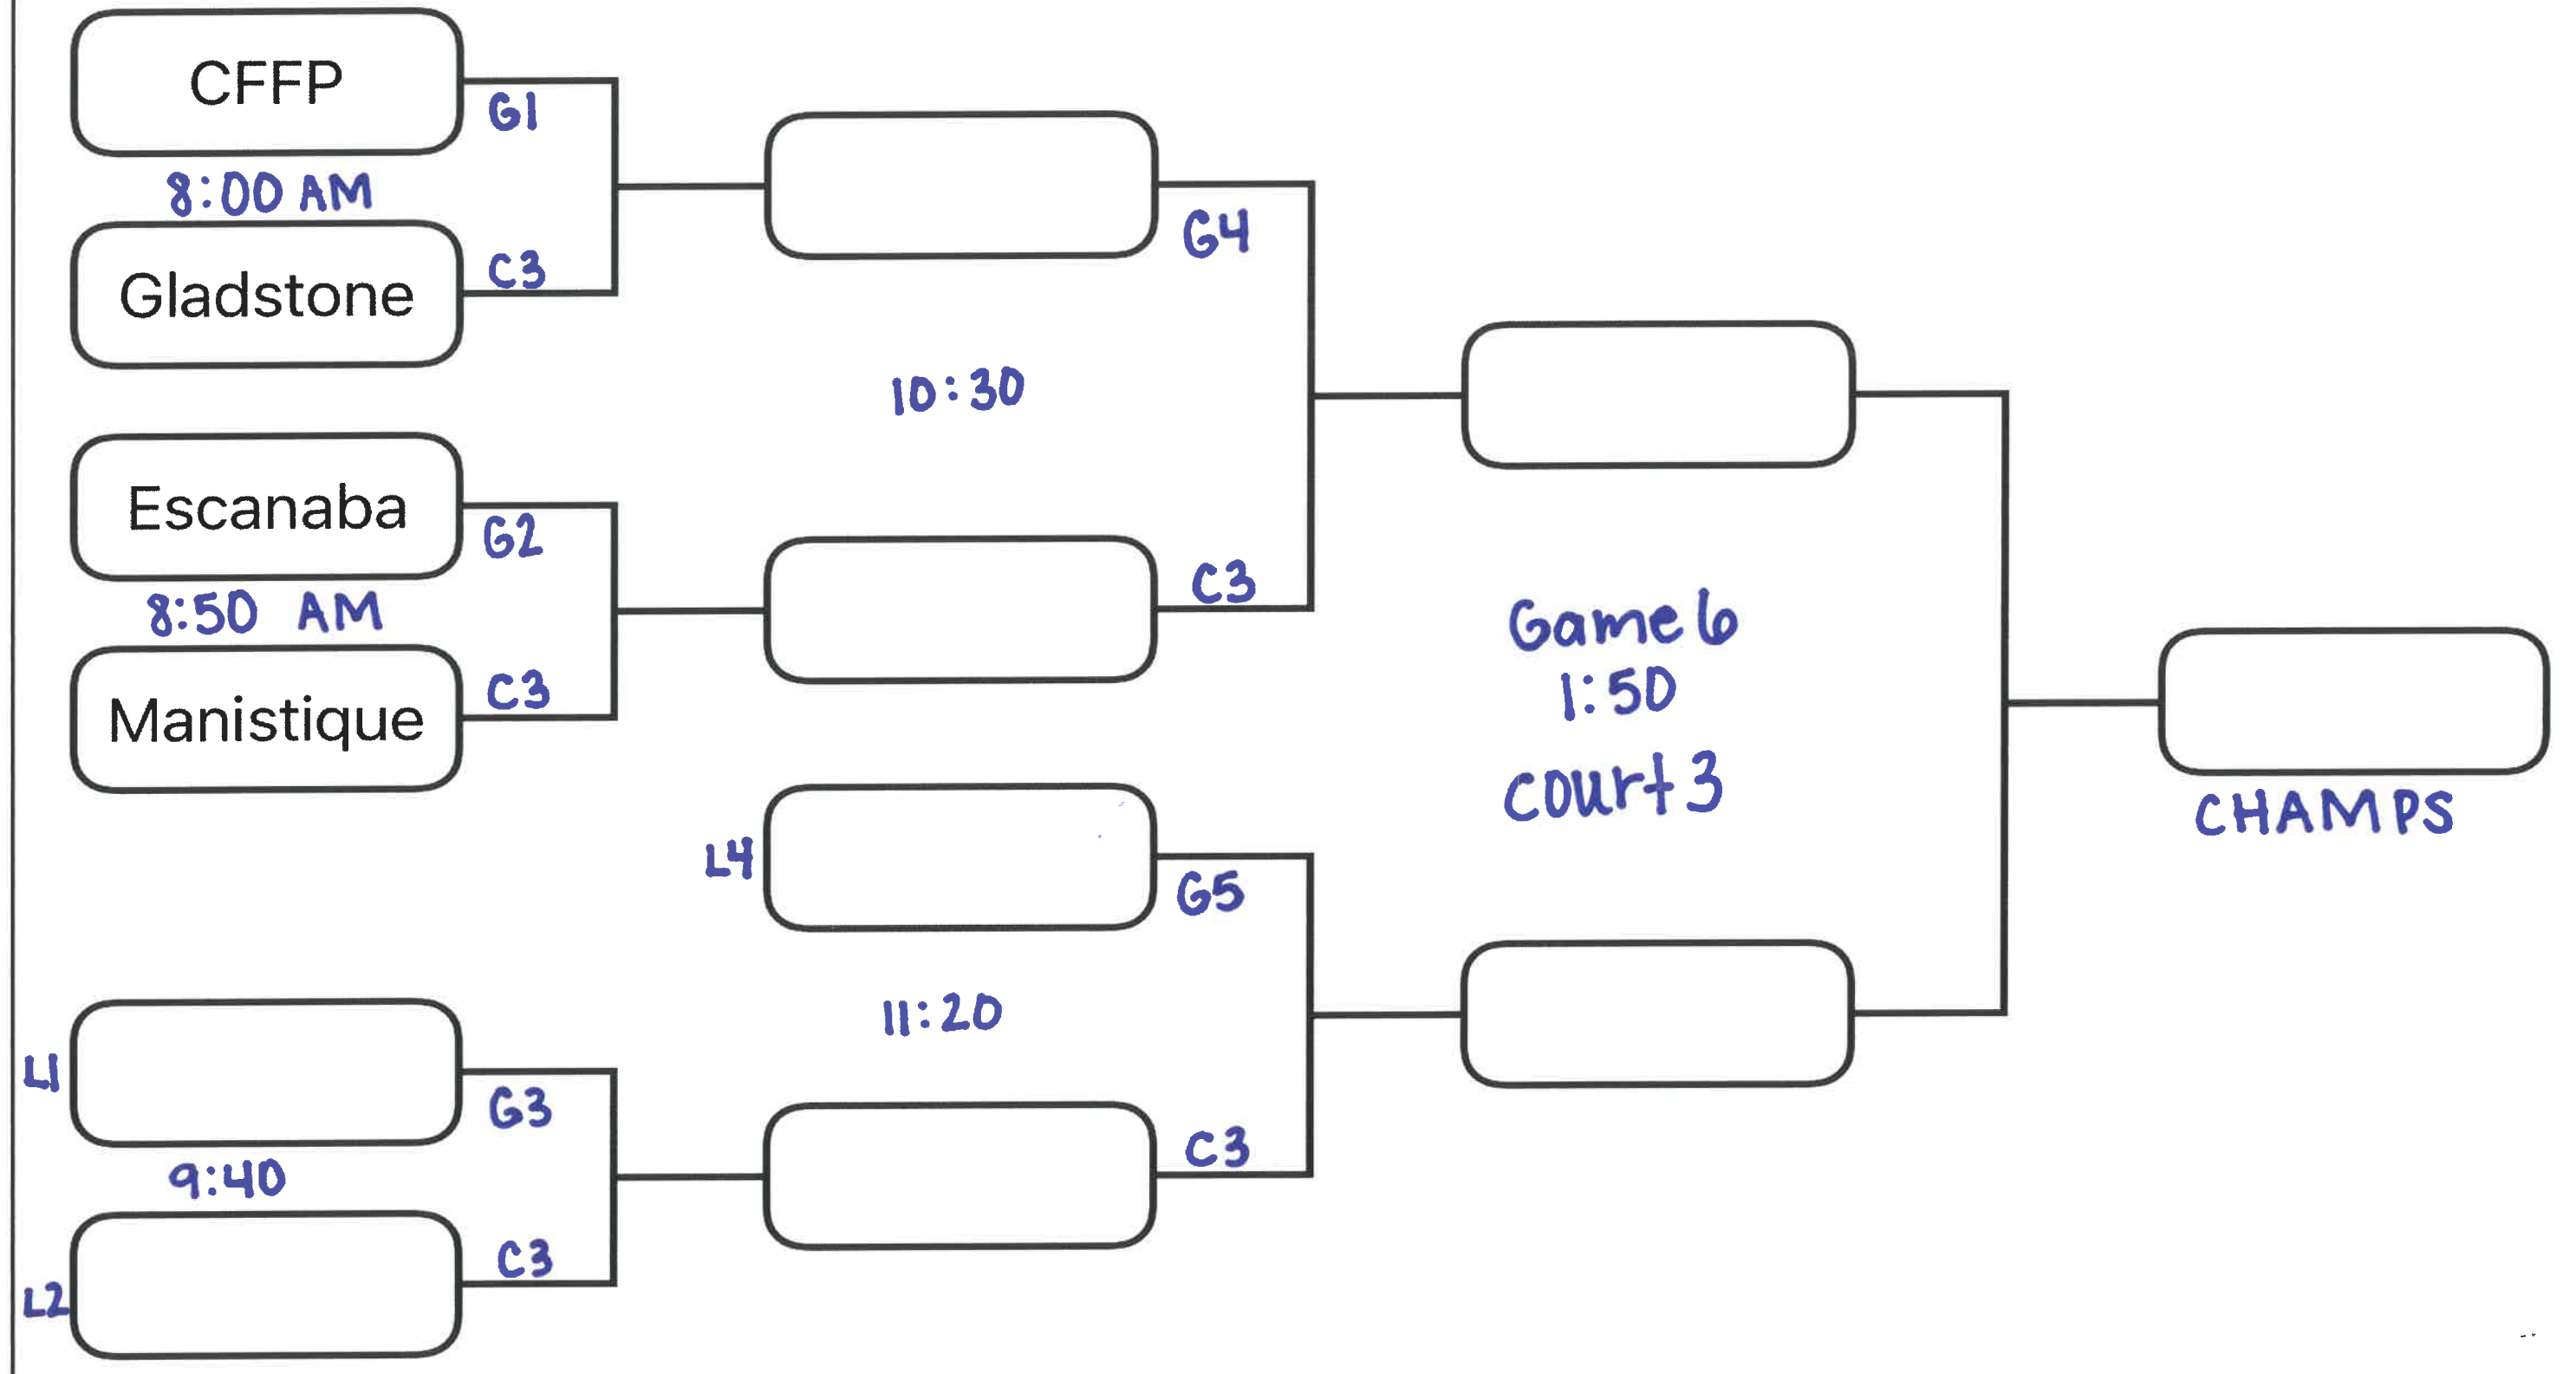 CFFP
G1
8:00 AM
Gladstone
C3
G4
10:30
Escanaba
G2
8:50 AM
Manistique
C3
C3
Game 6
1:50
court 3
CHAMPS
L4
G5
11:20
L1
G3
9:40
C3
L2
C3